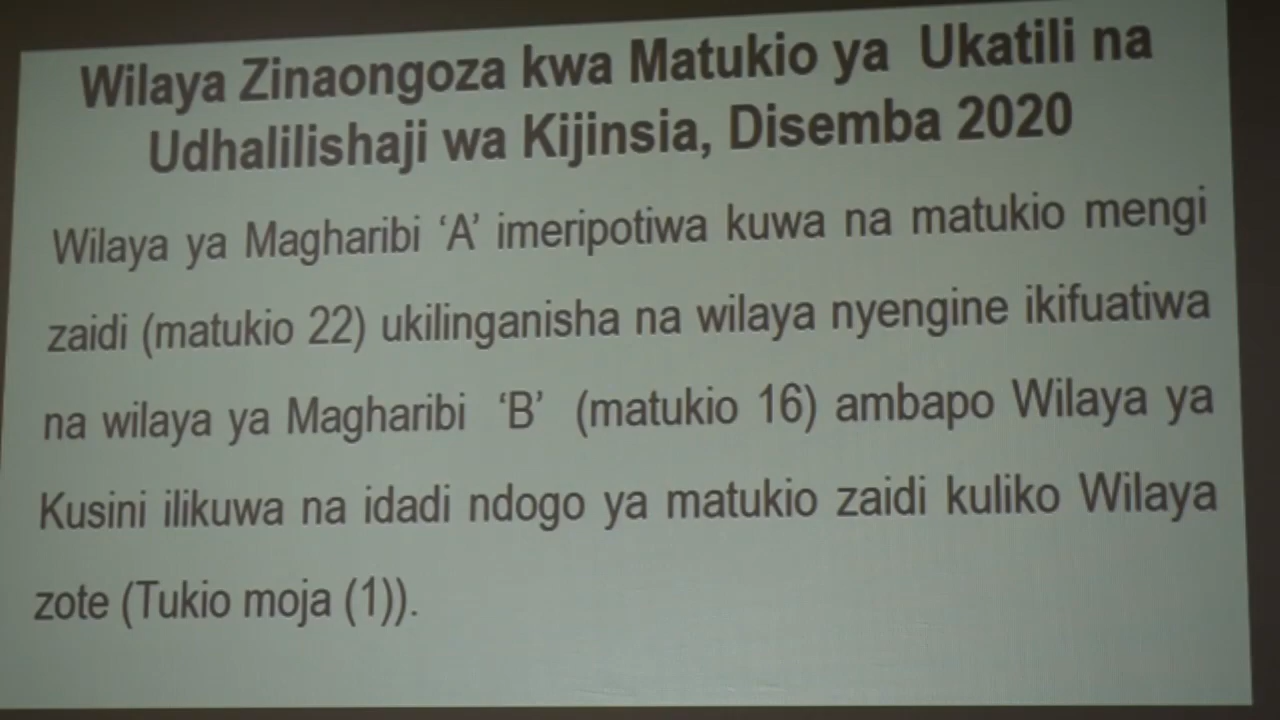 Wilaya Zinaongoza kwa Matukio ya Ukatili na
Udhalilishaji wa Kijinsia, Disemba 2020
Wilaya ya Magharibi ‘A’ imeripotiwa kuwa na matukio mengi
zaidi (matukio 22) ukilinganisha na wilaya nyengine ikifuatiwa
na wilaya ya Magharibi ‘B’ (matukio 16) ambapo Wilaya ya
Kusini ilikuwa na idadi ndogo ya matukio zaidi kuliko Wilaya
zote (Tukio moja (1)).